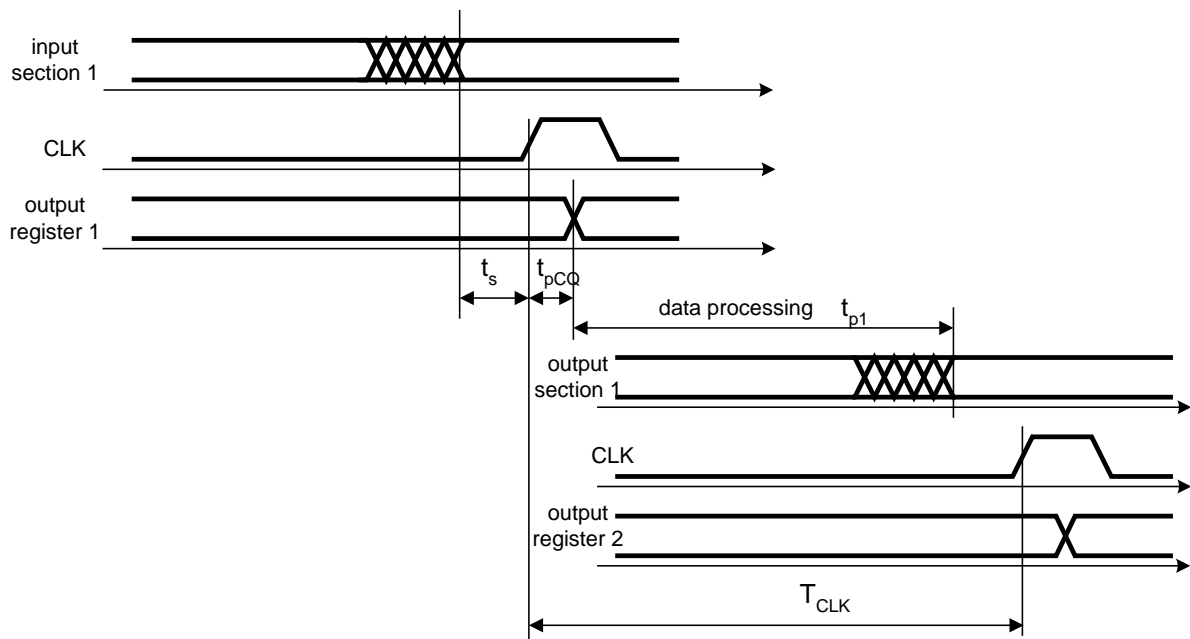 input
section 1
CLK
output
register 1
t_s
t_pCQ
data processing t_p1
output
section 1
CLK
output
register 2
T_CLK